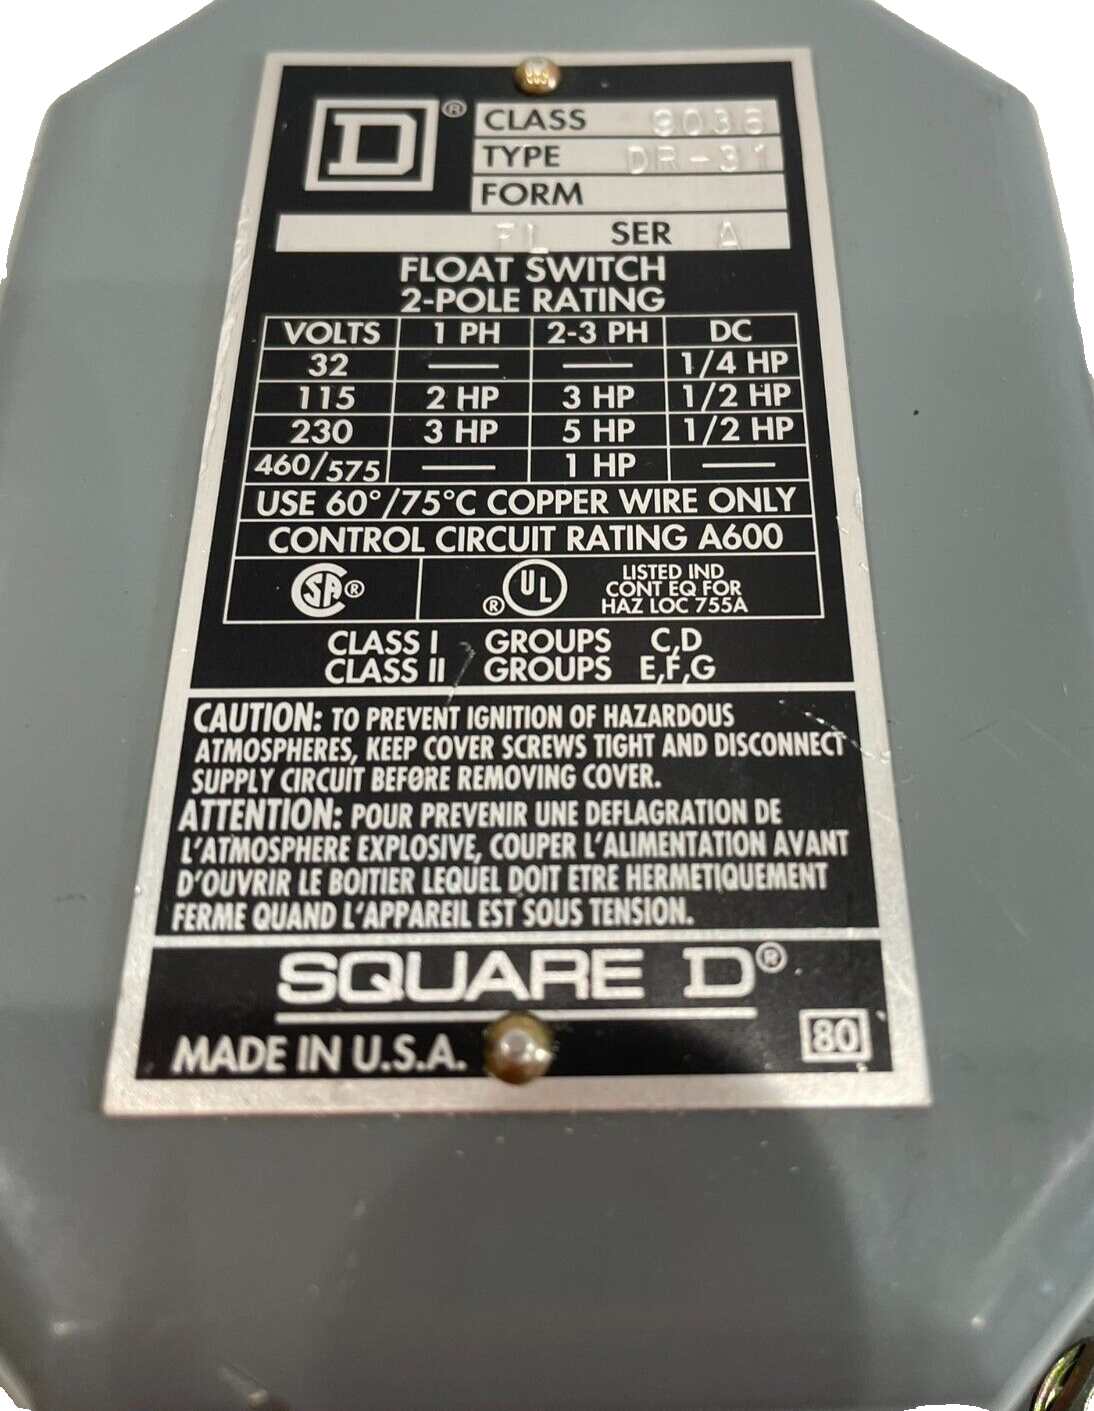 D ® CLASS 9036
TYPE DR-31
FORM
FL SER A
FLOAT SWITCH
2-POLE RATING
VOLTS 1 PH 2-3 PH DC
32 — — 1/4 HP
115 2 HP 3 HP 1/2 HP
230 3 HP 5 HP 1/2 HP
460/575 — 1 HP —
USE 60°/75°C COPPER WIRE ONLY
CONTROL CIRCUIT RATING A600
SA ® ® UL LISTED IND
CONT EQ FOR
HAZ LOC 755A
CLASS I GROUPS C,D
CLASS II GROUPS E,F,G
CAUTION: TO PREVENT IGNITION OF HAZARDOUS
ATMOSPHERES, KEEP COVER SCREWS TIGHT AND DISCONNECT
SUPPLY CIRCUIT BEFORE REMOVING COVER.
ATTENTION: POUR PREVENIR UNE DEFLAGRATION DE
L'ATMOSPHERE EXPLOSIVE, COUPER L'ALIMENTATION AVANT
D'OUVRIR LE BOITIER LEQUEL DOIT ETRE HERMETIQUEMENT
FERME QUAND L'APPAREIL EST SOUS TENSION.
SQUARE D®
MADE IN U.S.A. 80